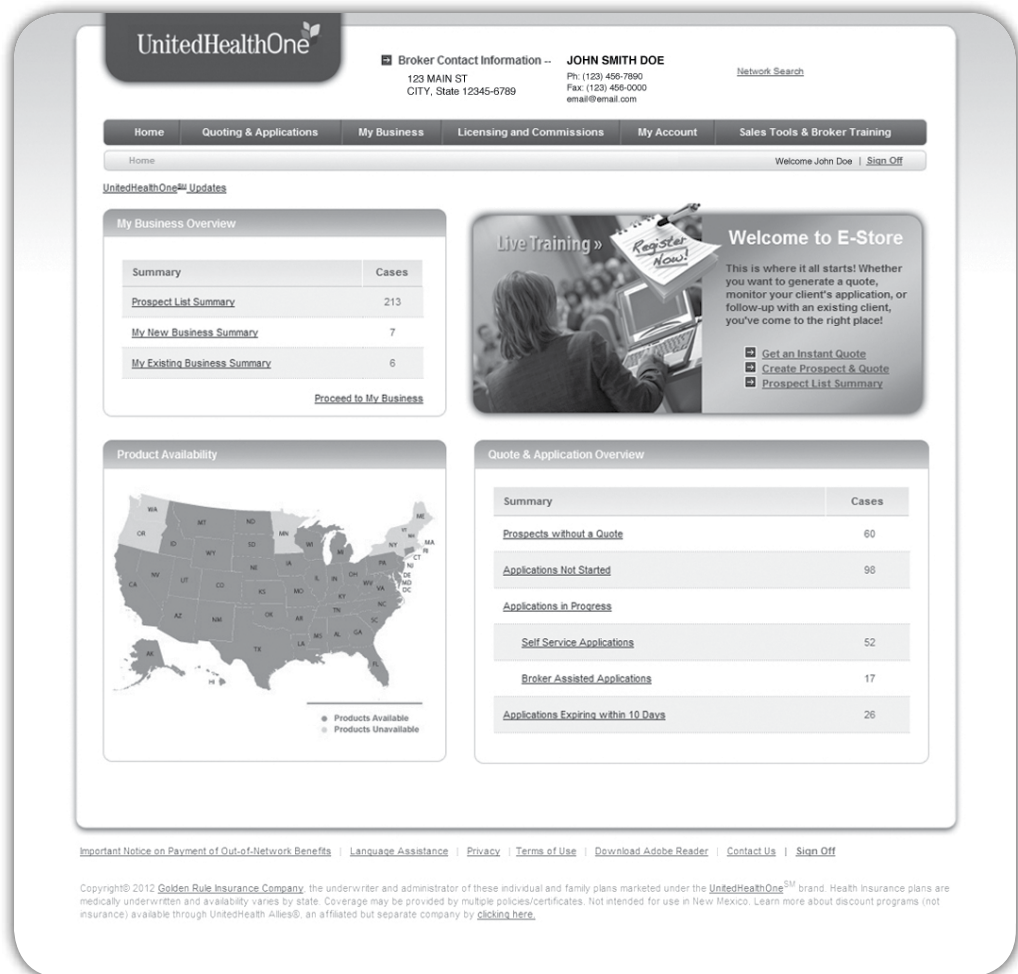 UnitedHealthOne
Broker Contact Information --
123 MAIN ST
CITY, State 12345-6789
JOHN SMITH DOE
Ph: (123) 456-7890
Fax: (123) 456-0000
email@email.com
Network Search
Home Quoting & Applications My Business Licensing and Commissions My Account Sales Tools & Broker Training
Home
Welcome John Doe | Sign Off
UnitedHealthOne℠ Updates
My Business Overview
Summary Cases
Prospect List Summary 213
My New Business Summary 7
My Existing Business Summary 6
Proceed to My Business
Live Training »
Register
Now!
Welcome to E-Store
This is where it all starts! Whether
you want to generate a quote,
monitor your client's application, or
follow-up with an existing client,
you've come to the right place!
Get an Instant Quote
Create Prospect & Quote
Prospect List Summary
Product Availability
WA
OR
CA
NV
ID
MT
WY
UT
AZ
CO
NM
ND
SD
NE
KS
OK
TX
MN
IA
MO
AR
LA
WI
IL
MI
IN
OH
KY
TN
MS
AL
GA
FL
SC
NC
VA
WV
PA
NY
ME
MA
RI
CT
NJ
DE
MD
DC
AK
HI
Products Available
Products Unavailable
Quote & Application Overview
Summary Cases
Prospects without a Quote 60
Applications Not Started 98
Applications in Progress
Self Service Applications 52
Broker Assisted Applications 17
Applications Expiring within 10 Days 26
Important Notice on Payment of Out-of-Network Benefits | Language Assistance | Privacy | Terms of Use | Download Adobe Reader | Contact Us | Sign Off
Copyright© 2012 Golden Rule Insurance Company, the underwriter and administrator of these individual and family plans marketed under the UnitedHealthOne℠ brand. Health Insurance plans are
medically underwritten and availability varies by state. Coverage may be provided by multiple policies/certificates. Not intended for use in New Mexico. Learn more about discount programs (not
insurance) available through UnitedHealth Allies®, an affiliated but separate company by clicking here.